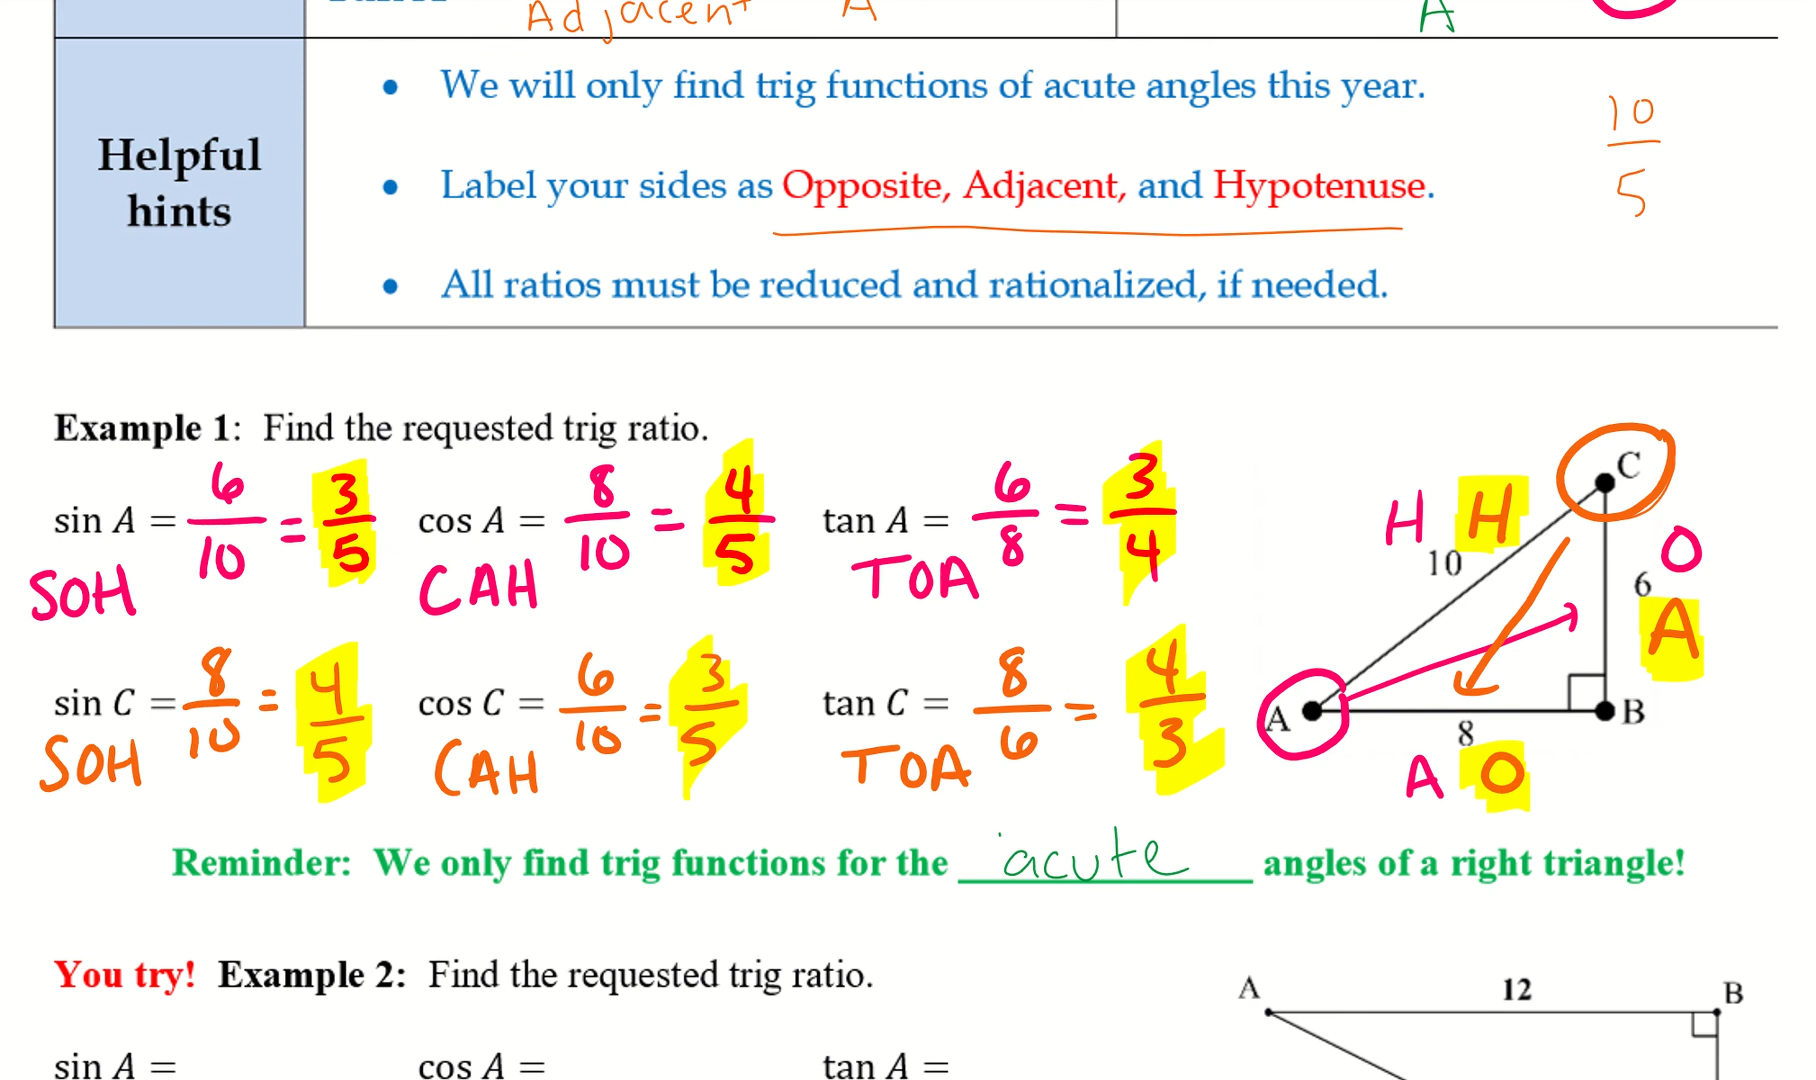 Adjacent A A
Helpful
hints
• We will only find trig functions of acute angles this year.
• Label your sides as Opposite, Adjacent, and Hypotenuse.
• All ratios must be reduced and rationalized, if needed.
10
5
Example 1: Find the requested trig ratio.
sin A = 6/10 = 3/5 cos A = 8/10 = 4/5 tan A = 6/8 = 3/4
SOH CAH TOA
sin C = 8/10 = 4/5 cos C = 6/10 = 3/5 tan C = 8/6 = 4/3
SOH CAH TOA
C
H H
10
O
6
A
A
B
8
A O
Reminder: We only find trig functions for the acute angles of a right triangle!
You try! Example 2: Find the requested trig ratio.
A 12 B
sin A = cos A = tan A =